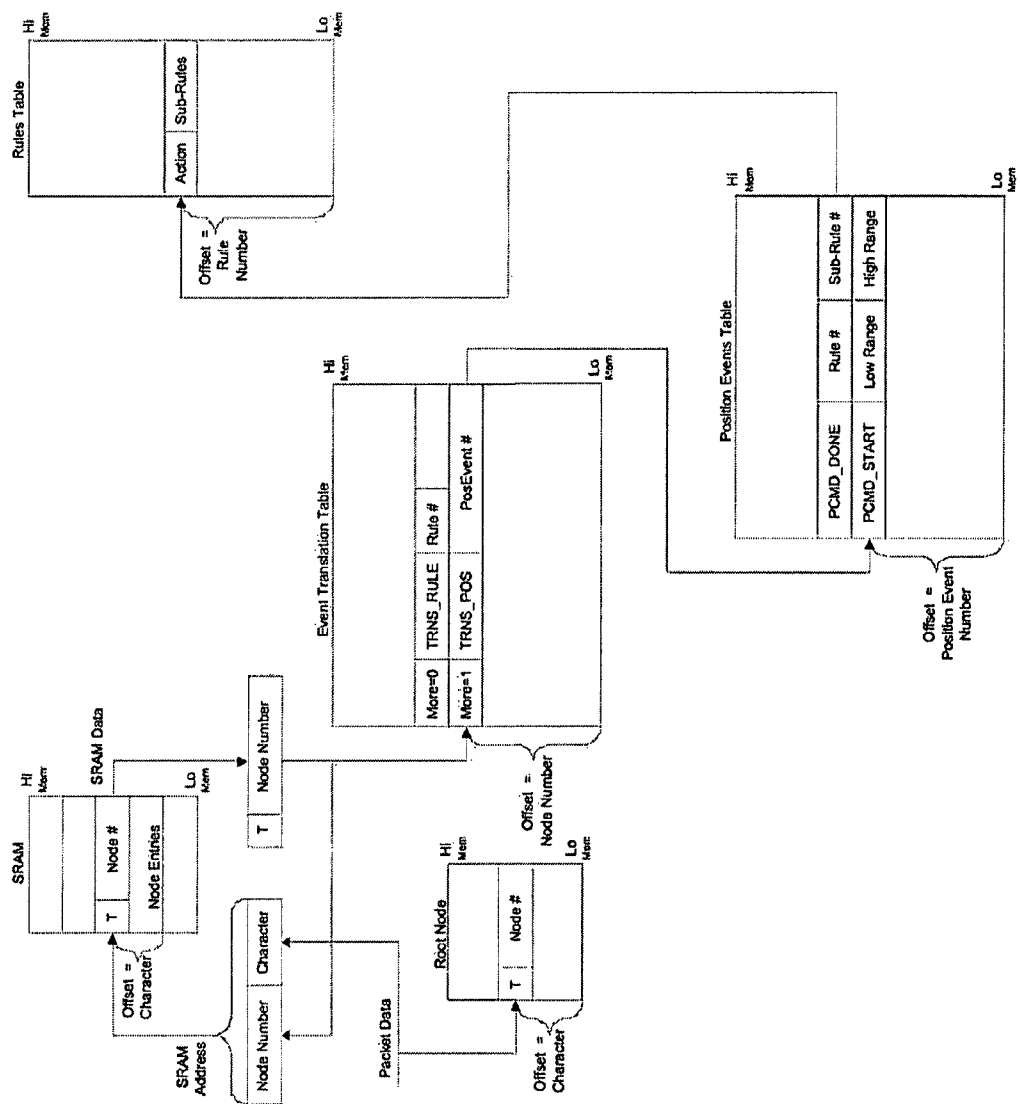 SRAM
Hi
Mem
T
Node #
Node Entries
Lo
Mem
Offset =
Character
SRAM
Address
Node Number
Character
SRAM Data
T
Node Number
Packet Data
Root Node
Hi
Mem
T
Node #
Lo
Mem
Offset =
Character
Event Translation Table
Hi
Mem
More=0
TRNS_RULE
Rule #
More=1
TRNS_POS
PosEvent #
Lo
Mem
Offset =
Node Number
Rules Table
Hi
Mem
Action
Sub-Rules
Lo
Mem
Offset =
Rule
Number
Position Events Table
Hi
Mem
PCMD_DONE
Rule #
Sub-Rule #
PCMD_START
Low Range
High Range
Lo
Mem
Offset =
Position Event
Number